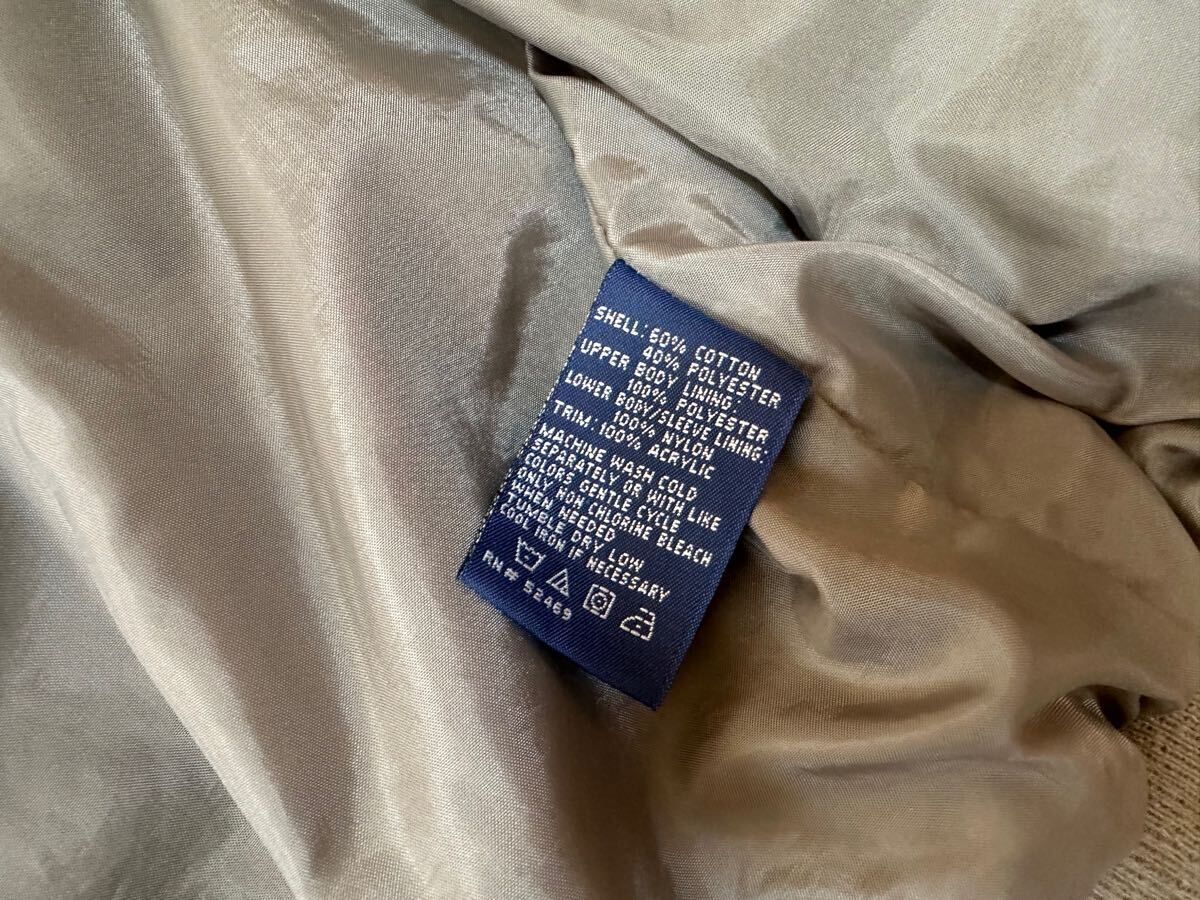 SHELL: 60% COTTON
40% POLYESTER
UPPER BODY LINING:
100% POLYESTER
LOWER BODY/SLEEVE LINING:
100% NYLON
TRIM: 100% ACRYLIC
MACHINE WASH COLD
SEPARATELY OR WITH LIKE
COLORS GENTLE CYCLE
ONLY NON CHLORINE BLEACH
WHEN NEEDED
TUMBLE DRY LOW
COOL IRON IF NECESSARY
RN# 52469